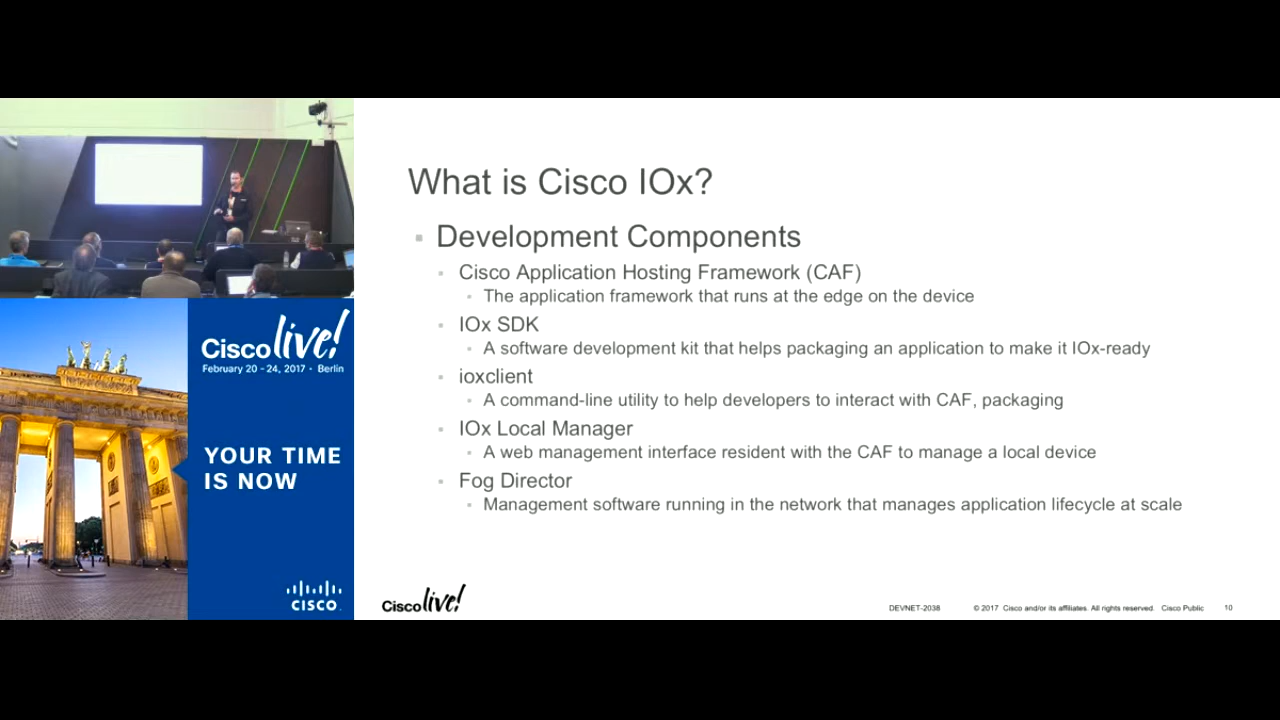 What is Cisco IOx?
Development Components
Cisco Application Hosting Framework (CAF)
The application framework that runs at the edge on the device
IOx SDK
A software development kit that helps packaging an application to make it IOx-ready
ioxclient
A command-line utility to help developers to interact with CAF, packaging
IOx Local Manager
A web management interface resident with the CAF to manage a local device
Fog Director
Management software running in the network that manages application lifecycle at scale
Cisco live!
February 20 - 24, 2017 • Berlin
YOUR TIME
IS NOW
CISCO
Cisco live!
DEVNET-2038 © 2017 Cisco and/or its affiliates. All rights reserved. Cisco Public 10